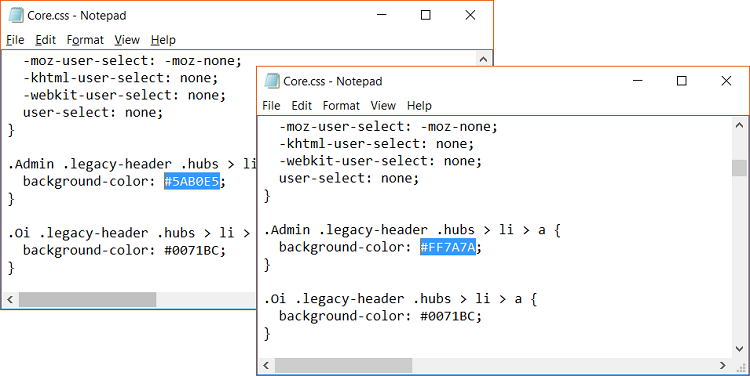 Core.css - Notepad
File Edit Format View Help
-moz-user-select: -moz-none;
-khtml-user-select: none;
-webkit-user-select: none;
user-select: none;
}
.Admin .legacy-header .hubs > li
background-color: #5AB0E5;
}
.Oi .legacy-header .hubs > li >
background-color: #0071BC;
}
Core.css - Notepad
File Edit Format View Help
-moz-user-select: -moz-none;
-khtml-user-select: none;
-webkit-user-select: none;
user-select: none;
}
.Admin .legacy-header .hubs > li > a {
background-color: #FF7A7A;
}
.Oi .legacy-header .hubs > li > a {
background-color: #0071BC;
}